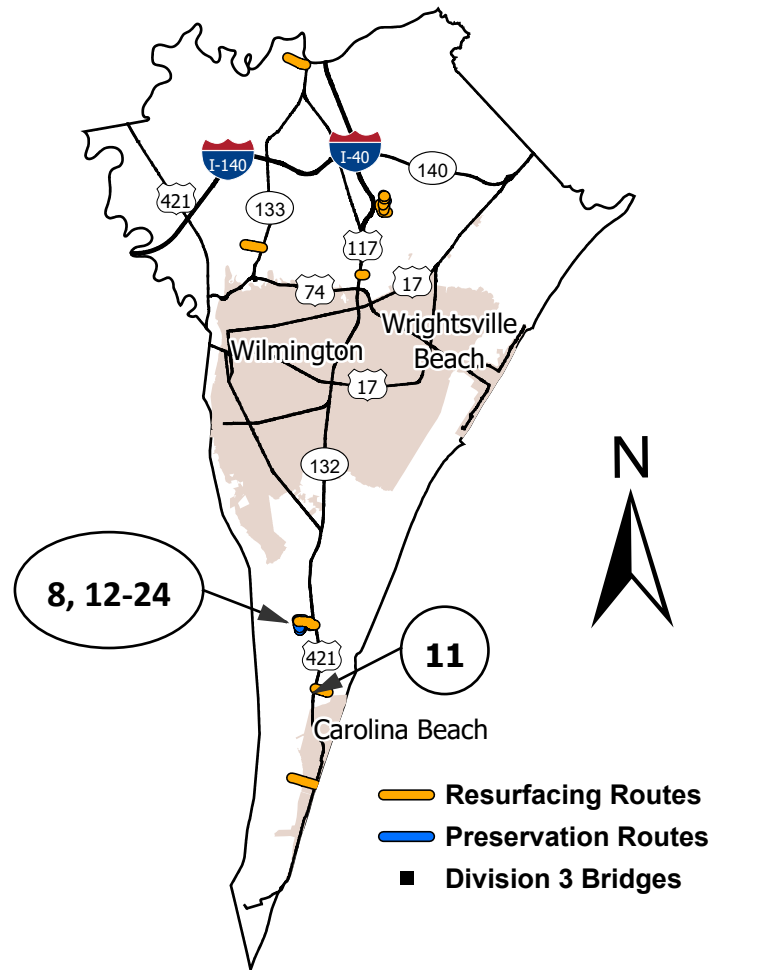 I-140
I-40
140
421
133
117
17
74
Wrightsville
Beach
Wilmington
17
132
N
8, 12-24
421
11
Carolina Beach
Resurfacing Routes
Preservation Routes
Division 3 Bridges